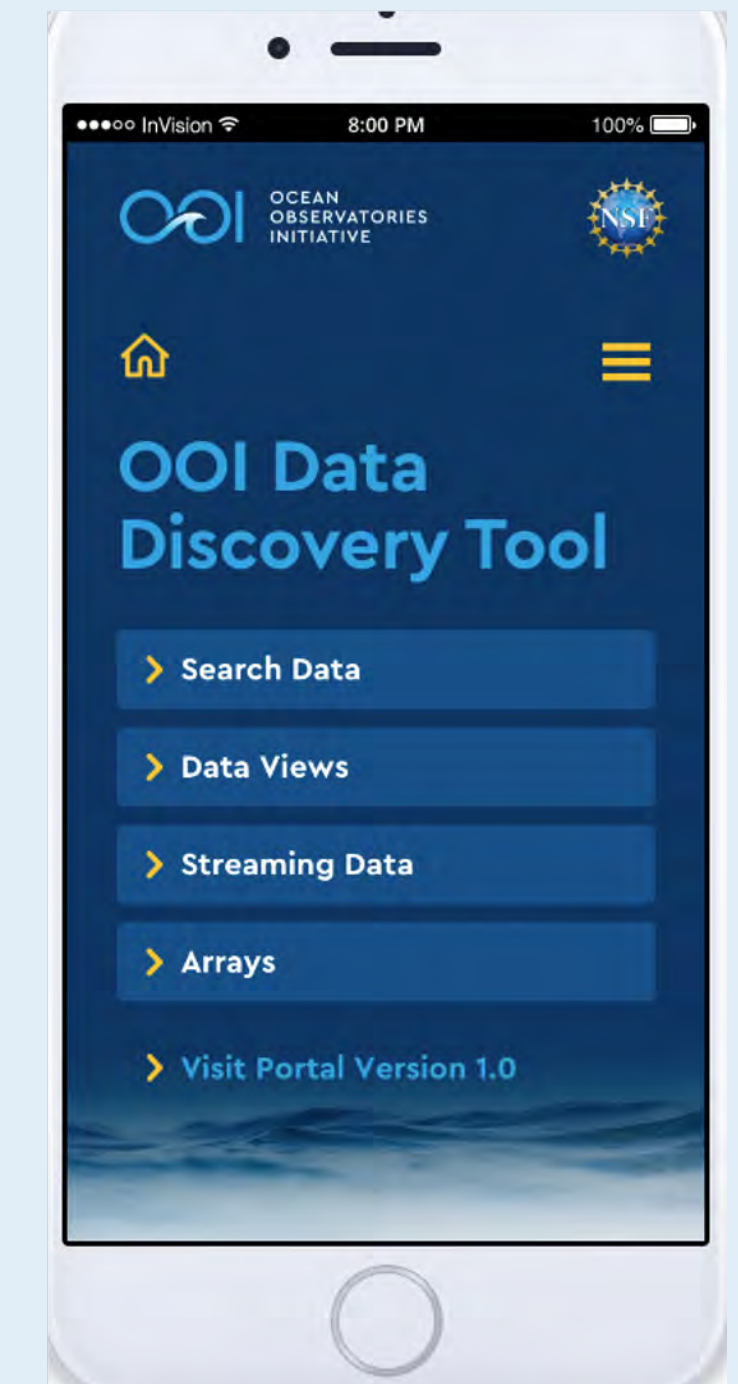 InVision 8:00 PM 100%
OOI OCEAN
OBSERVATORIES
INITIATIVE
NSF
OOI Data
Discovery Tool
Search Data
Data Views
Streaming Data
Arrays
Visit Portal Version 1.0